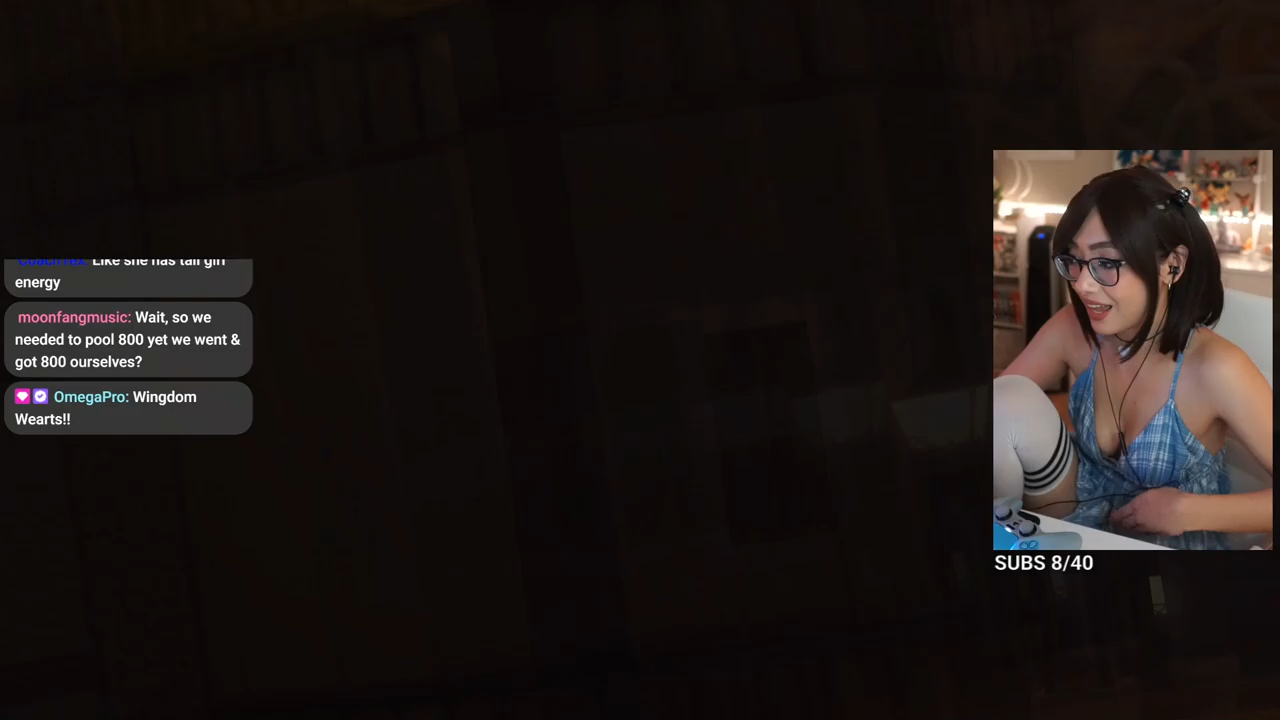 Like she has tall girl
energy
moonfangmusic: Wait, so we
needed to pool 800 yet we went &
got 800 ourselves?
OmegaPro: Wingdom
Wearts!!
SUBS 8/40